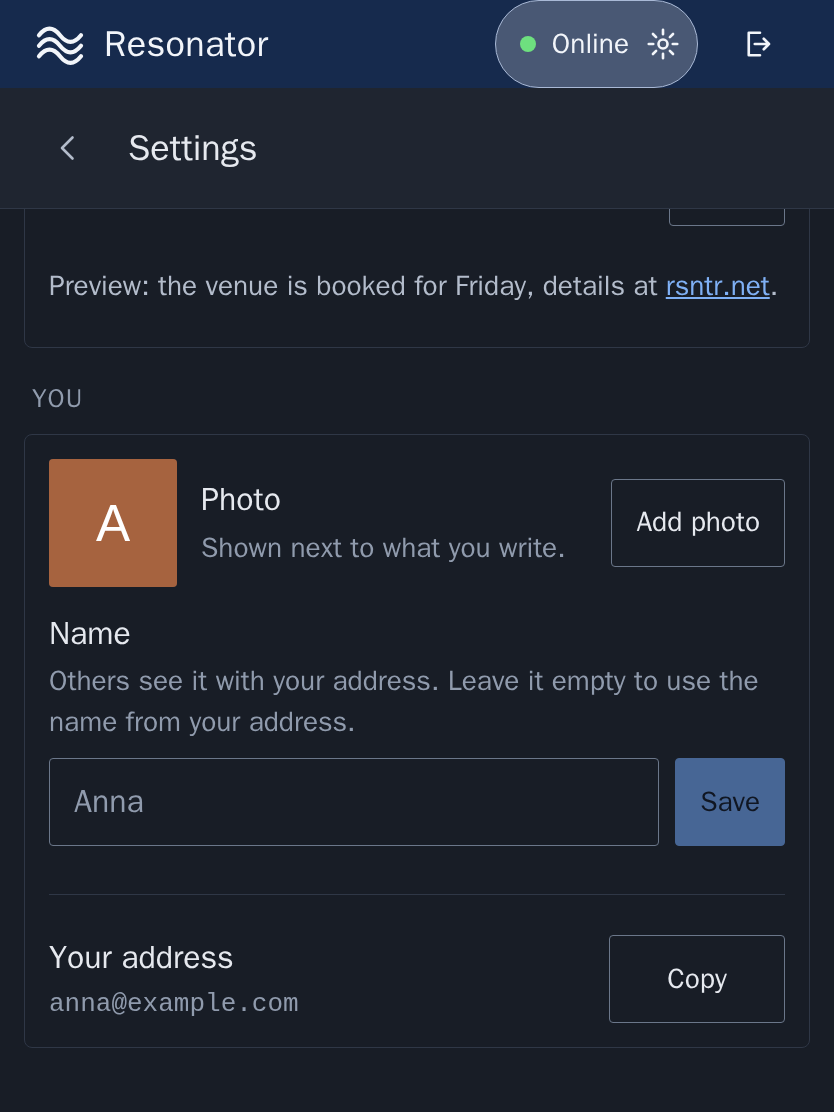 Resonator
Online
Settings
Preview: the venue is booked for Friday, details at rsntr.net.
YOU
A
Photo
Shown next to what you write.
Add photo
Name
Others see it with your address. Leave it empty to use the
name from your address.
Anna
Save
Your address
anna@example.com
Copy